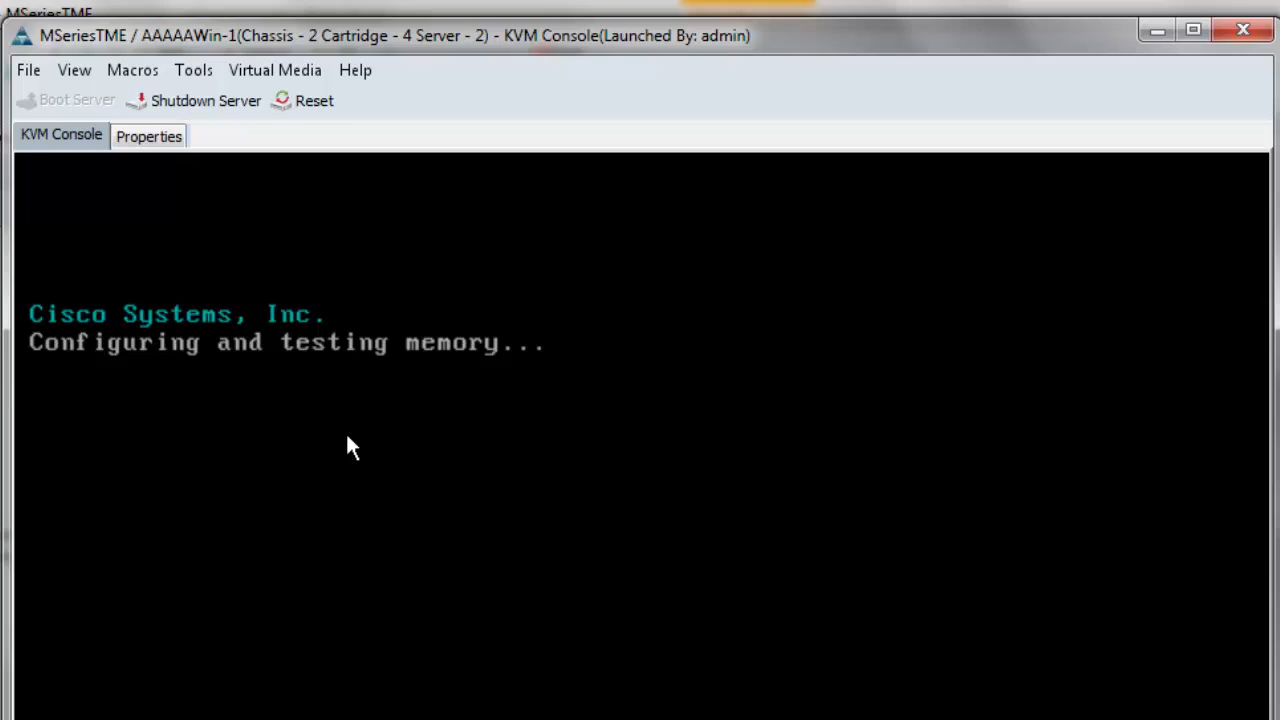 MSeriesTME
MSeriesTME / AAAAAWin-1(Chassis - 2 Cartridge - 4 Server - 2) - KVM Console(Launched By: admin)
File View Macros Tools Virtual Media Help
Boot Server Shutdown Server Reset
KVM Console Properties
Cisco Systems, Inc.
Configuring and testing memory...